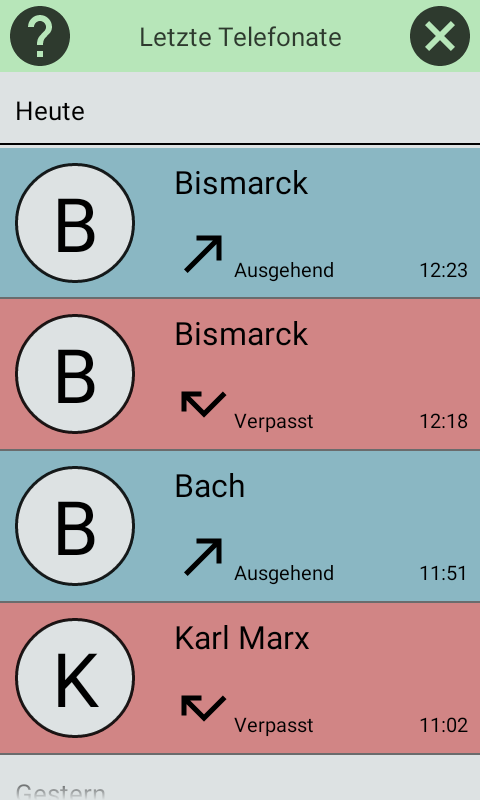 ?
Letzte Telefonate
Heute
B
Bismarck
Ausgehend 12:23
B
Bismarck
Verpasst 12:18
B
Bach
Ausgehend 11:51
K
Karl Marx
Verpasst 11:02
Gestern